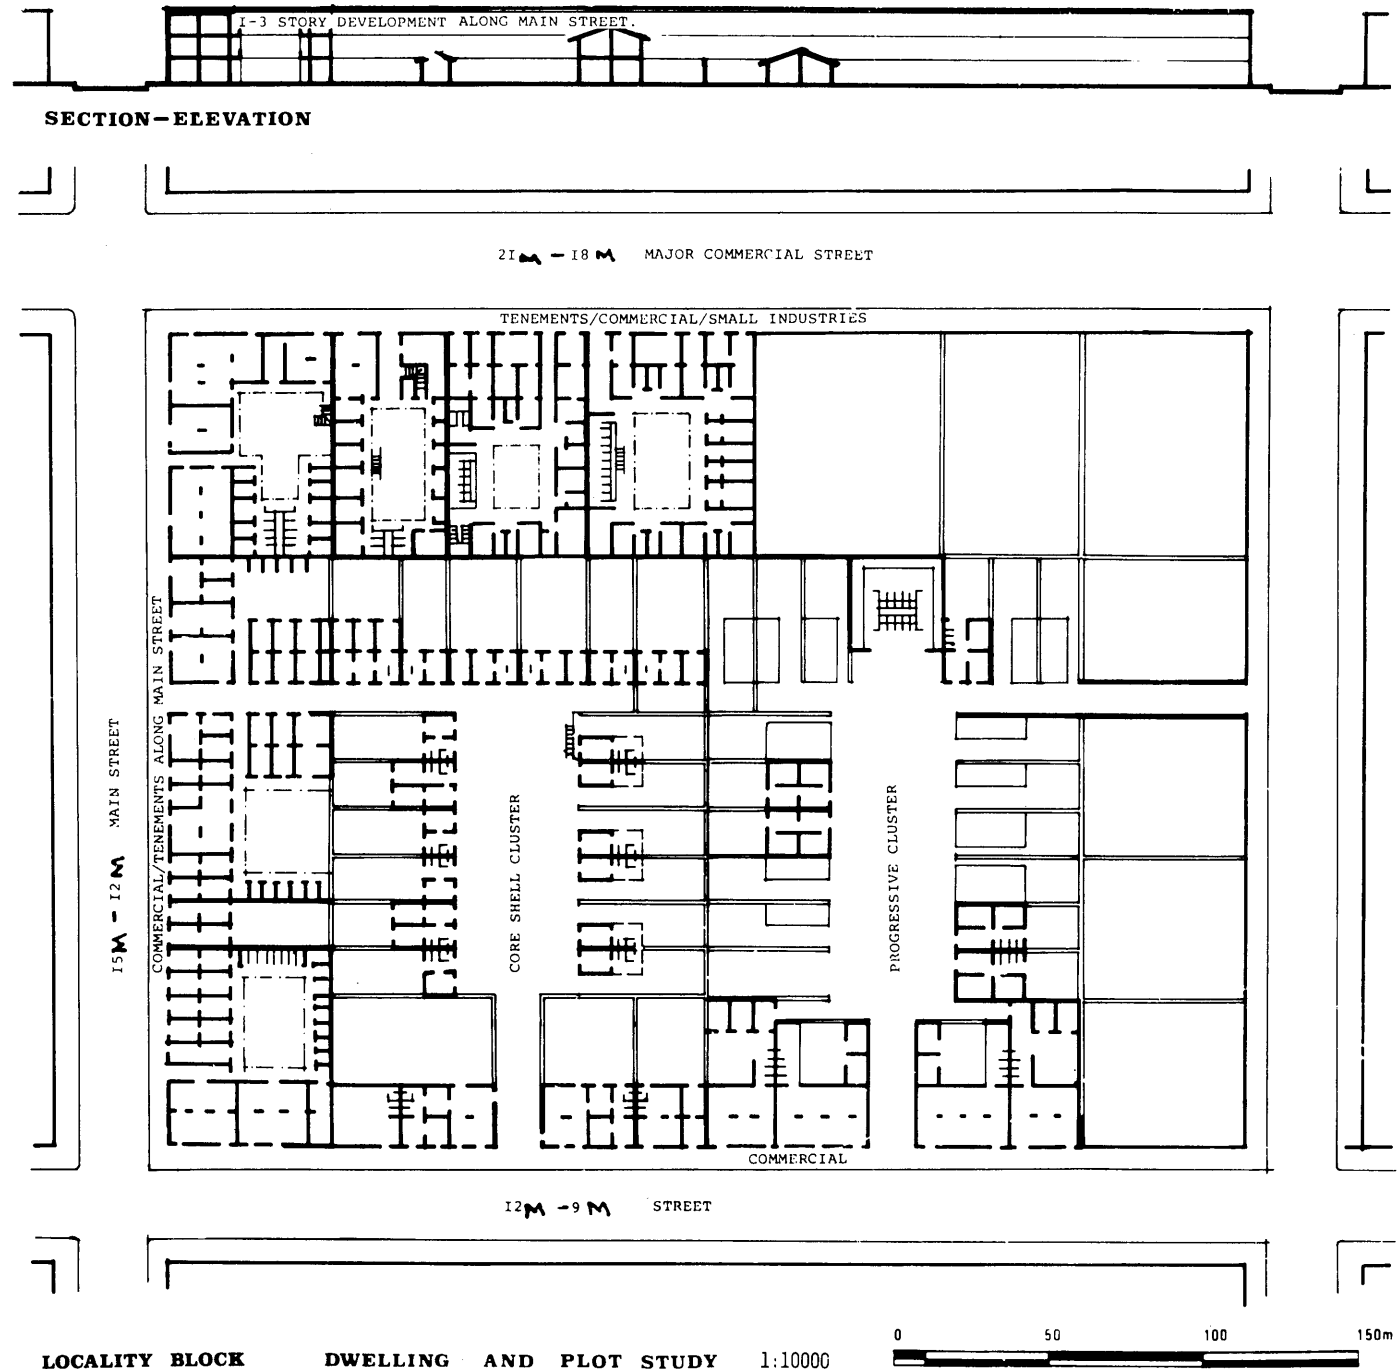 1-3 STORY DEVELOPMENT ALONG MAIN STREET.
SECTION-ELEVATION
21M - 18M MAJOR COMMERCIAL STREET
TENEMENTS/COMMERCIAL/SMALL INDUSTRIES
15M - 12M MAIN STREET
COMMERCIAL/TENEMENTS ALONG MAIN STREET
CORE SHELL CLUSTER
PROGRESSIVE CLUSTER
COMMERCIAL
12M - 9M STREET
0 50 100 150m
LOCALITY BLOCK DWELLING AND PLOT STUDY 1:10000